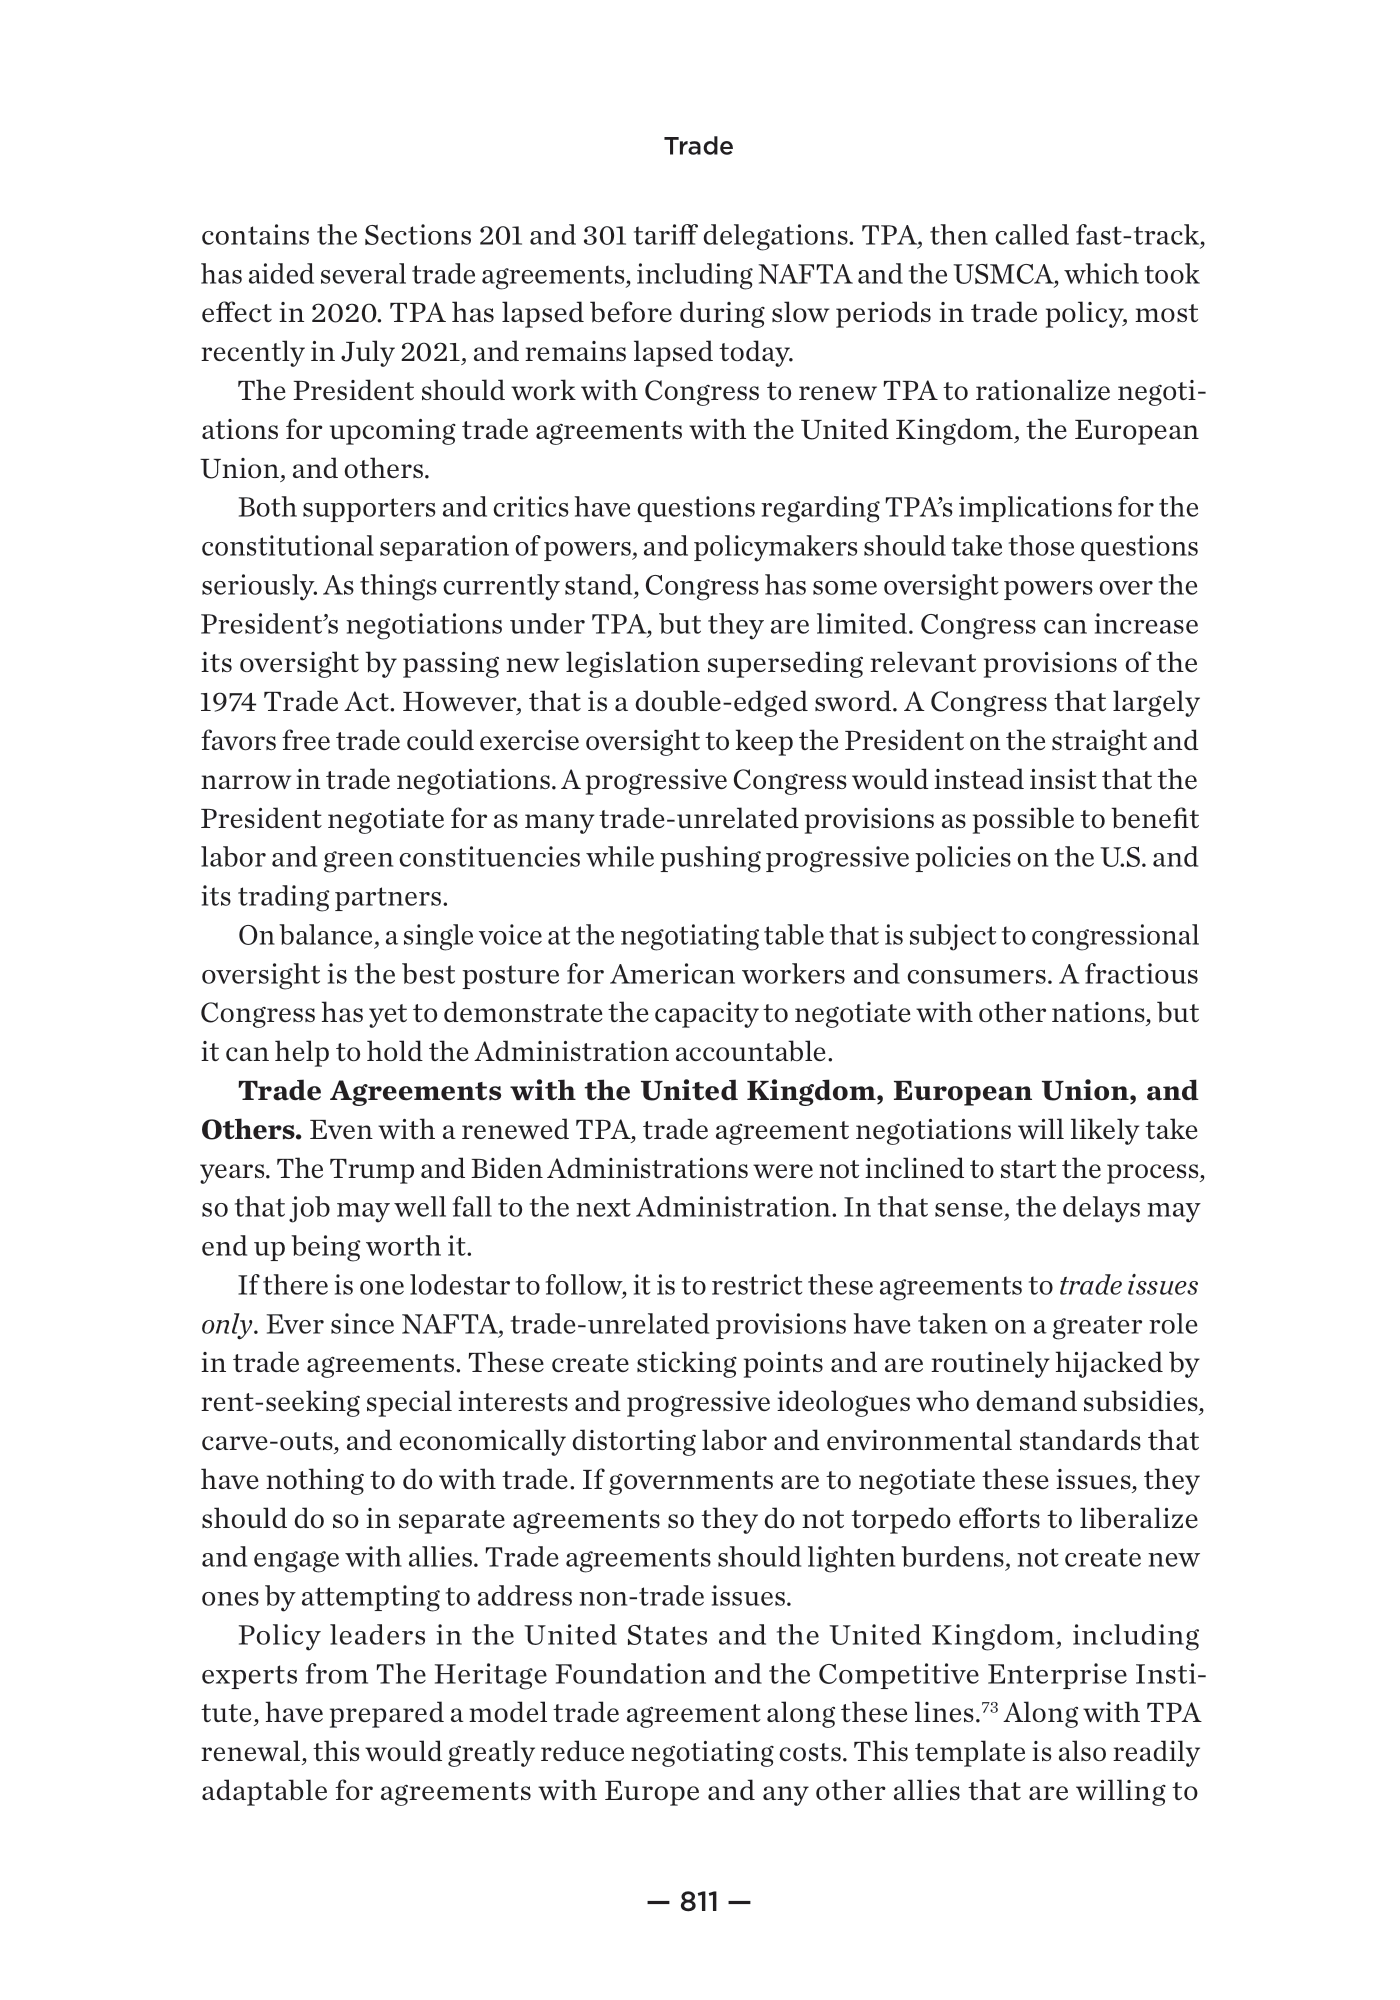 Trade
contains the Sections 201 and 301 tariff delegations. TPA, then called fast-track,
has aided several trade agreements, including NAFTA and the USMCA, which took
effect in 2020. TPA has lapsed before during slow periods in trade policy, most
recently in July 2021, and remains lapsed today.
The President should work with Congress to renew TPA to rationalize negoti-
ations for upcoming trade agreements with the United Kingdom, the European
Union, and others.
Both supporters and critics have questions regarding TPA’s implications for the
constitutional separation of powers, and policymakers should take those questions
seriously. As things currently stand, Congress has some oversight powers over the
President’s negotiations under TPA, but they are limited. Congress can increase
its oversight by passing new legislation superseding relevant provisions of the
1974 Trade Act. However, that is a double-edged sword. A Congress that largely
favors free trade could exercise oversight to keep the President on the straight and
narrow in trade negotiations. A progressive Congress would instead insist that the
President negotiate for as many trade-unrelated provisions as possible to benefit
labor and green constituencies while pushing progressive policies on the U.S. and
its trading partners.
On balance, a single voice at the negotiating table that is subject to congressional
oversight is the best posture for American workers and consumers. A fractious
Congress has yet to demonstrate the capacity to negotiate with other nations, but
it can help to hold the Administration accountable.
Trade Agreements with the United Kingdom, European Union, and
Others. Even with a renewed TPA, trade agreement negotiations will likely take
years. The Trump and Biden Administrations were not inclined to start the process,
so that job may well fall to the next Administration. In that sense, the delays may
end up being worth it.
If there is one lodestar to follow, it is to restrict these agreements to trade issues
only. Ever since NAFTA, trade-unrelated provisions have taken on a greater role
in trade agreements. These create sticking points and are routinely hijacked by
rent-seeking special interests and progressive ideologues who demand subsidies,
carve-outs, and economically distorting labor and environmental standards that
have nothing to do with trade. If governments are to negotiate these issues, they
should do so in separate agreements so they do not torpedo efforts to liberalize
and engage with allies. Trade agreements should lighten burdens, not create new
ones by attempting to address non-trade issues.
Policy leaders in the United States and the United Kingdom, including
experts from The Heritage Foundation and the Competitive Enterprise Insti-
tute, have prepared a model trade agreement along these lines.73 Along with TPA
renewal, this would greatly reduce negotiating costs. This template is also readily
adaptable for agreements with Europe and any other allies that are willing to
— 811 —